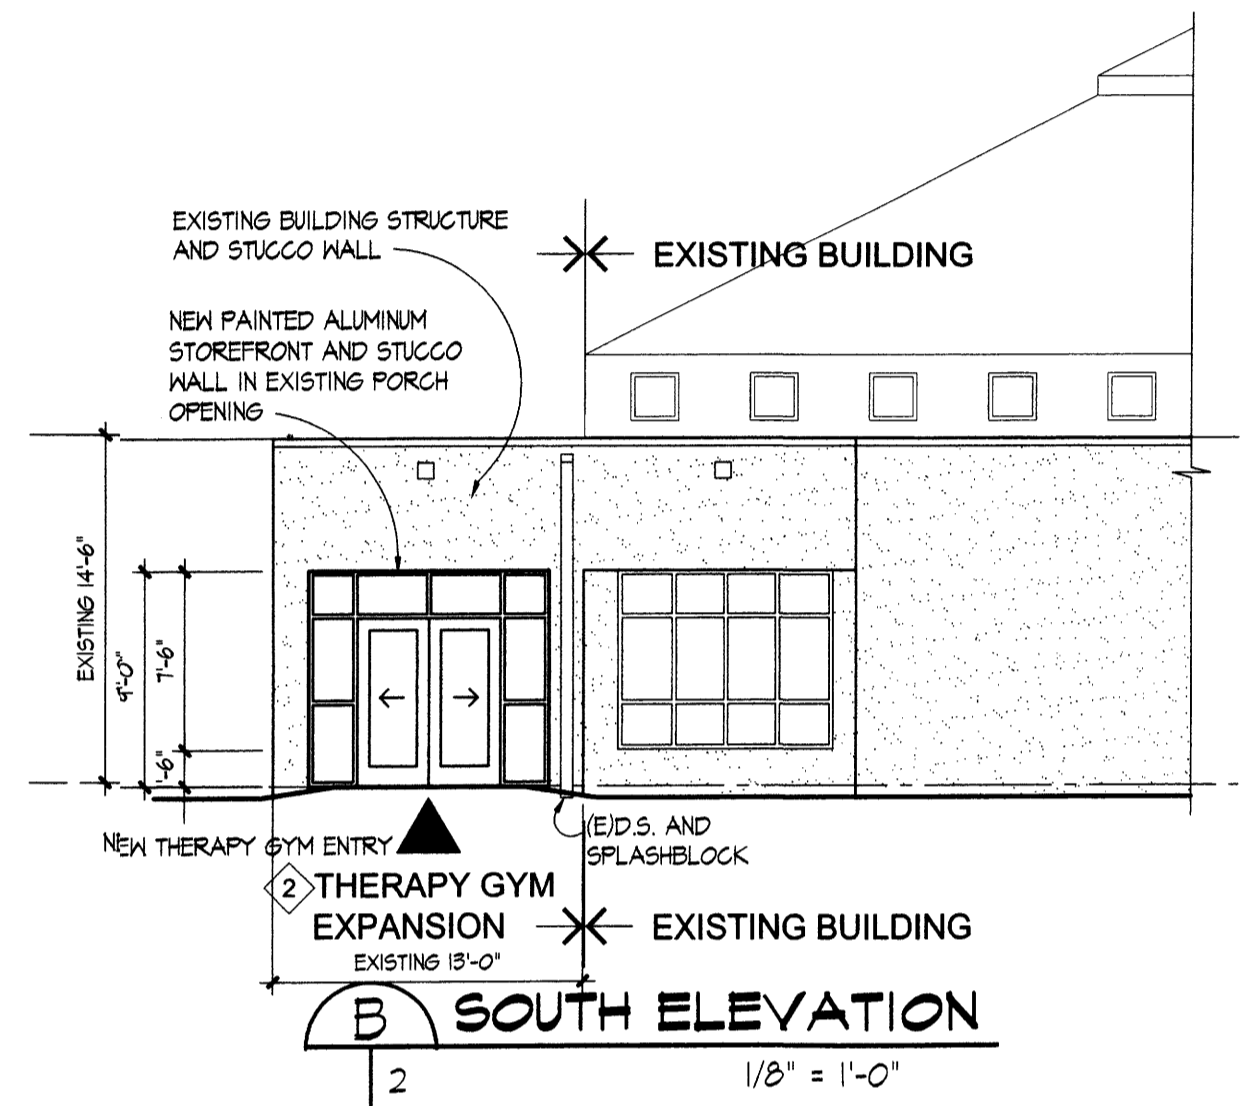 EXISTING BUILDING STRUCTURE
AND STUCCO WALL
EXISTING BUILDING
NEW PAINTED ALUMINUM
STOREFRONT AND STUCCO
WALL IN EXISTING PORCH
OPENING
EXISTING 14'-6"
9'-0"
7'-6"
'-6"
NEW THERAPY GYM ENTRY
(E)D.S. AND
SPLASHBLOCK
2 THERAPY GYM
EXPANSION
EXISTING BUILDING
EXISTING 13'-0"
B SOUTH ELEVATION
2
1/8" = 1'-0"